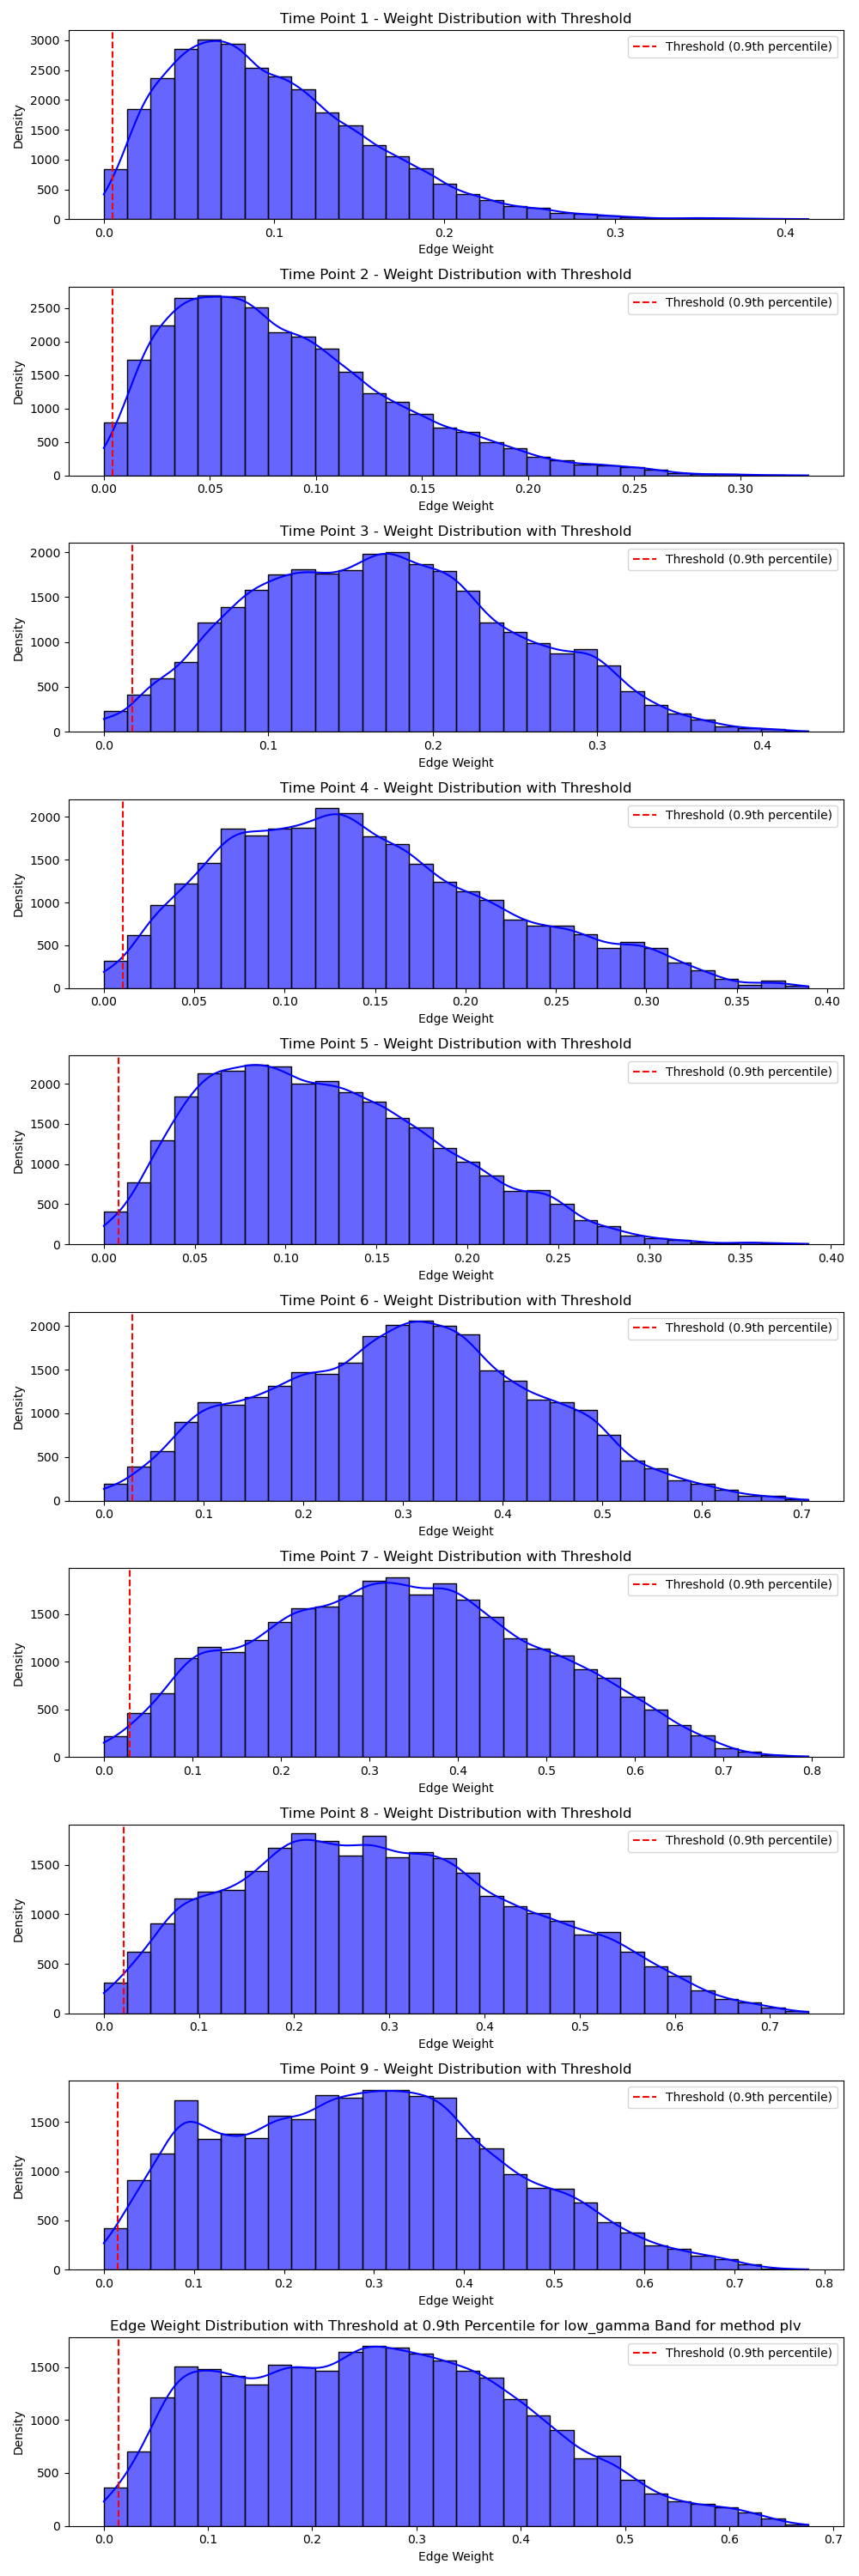 Time Point 1 - Weight Distribution with Threshold
Threshold (0.9th percentile)
Density
3000
2500
2000
1500
1000
500
0
0.0 0.1 0.2 0.3 0.4
Edge Weight
Time Point 2 - Weight Distribution with Threshold
Threshold (0.9th percentile)
Density
2500
2000
1500
1000
500
0
0.00 0.05 0.10 0.15 0.20 0.25 0.30
Edge Weight
Time Point 3 - Weight Distribution with Threshold
Threshold (0.9th percentile)
Density
2000
1500
1000
500
0
0.0 0.1 0.2 0.3 0.4
Edge Weight
Time Point 4 - Weight Distribution with Threshold
Threshold (0.9th percentile)
Density
2000
1500
1000
500
0
0.00 0.05 0.10 0.15 0.20 0.25 0.30 0.35 0.40
Edge Weight
Time Point 5 - Weight Distribution with Threshold
Threshold (0.9th percentile)
Density
2000
1500
1000
500
0
0.00 0.05 0.10 0.15 0.20 0.25 0.30 0.35 0.40
Edge Weight
Time Point 6 - Weight Distribution with Threshold
Threshold (0.9th percentile)
Density
2000
1500
1000
500
0
0.0 0.1 0.2 0.3 0.4 0.5 0.6 0.7
Edge Weight
Time Point 7 - Weight Distribution with Threshold
Threshold (0.9th percentile)
Density
1500
1000
500
0
0.0 0.1 0.2 0.3 0.4 0.5 0.6 0.7 0.8
Edge Weight
Time Point 8 - Weight Distribution with Threshold
Threshold (0.9th percentile)
Density
1500
1000
500
0
0.0 0.1 0.2 0.3 0.4 0.5 0.6 0.7
Edge Weight
Time Point 9 - Weight Distribution with Threshold
Threshold (0.9th percentile)
Density
1500
1000
500
0
0.0 0.1 0.2 0.3 0.4 0.5 0.6 0.7 0.8
Edge Weight
Edge Weight Distribution with Threshold at 0.9th Percentile for low_gamma Band for method plv
Threshold (0.9th percentile)
Density
1500
1000
500
0
0.0 0.1 0.2 0.3 0.4 0.5 0.6 0.7
Edge Weight